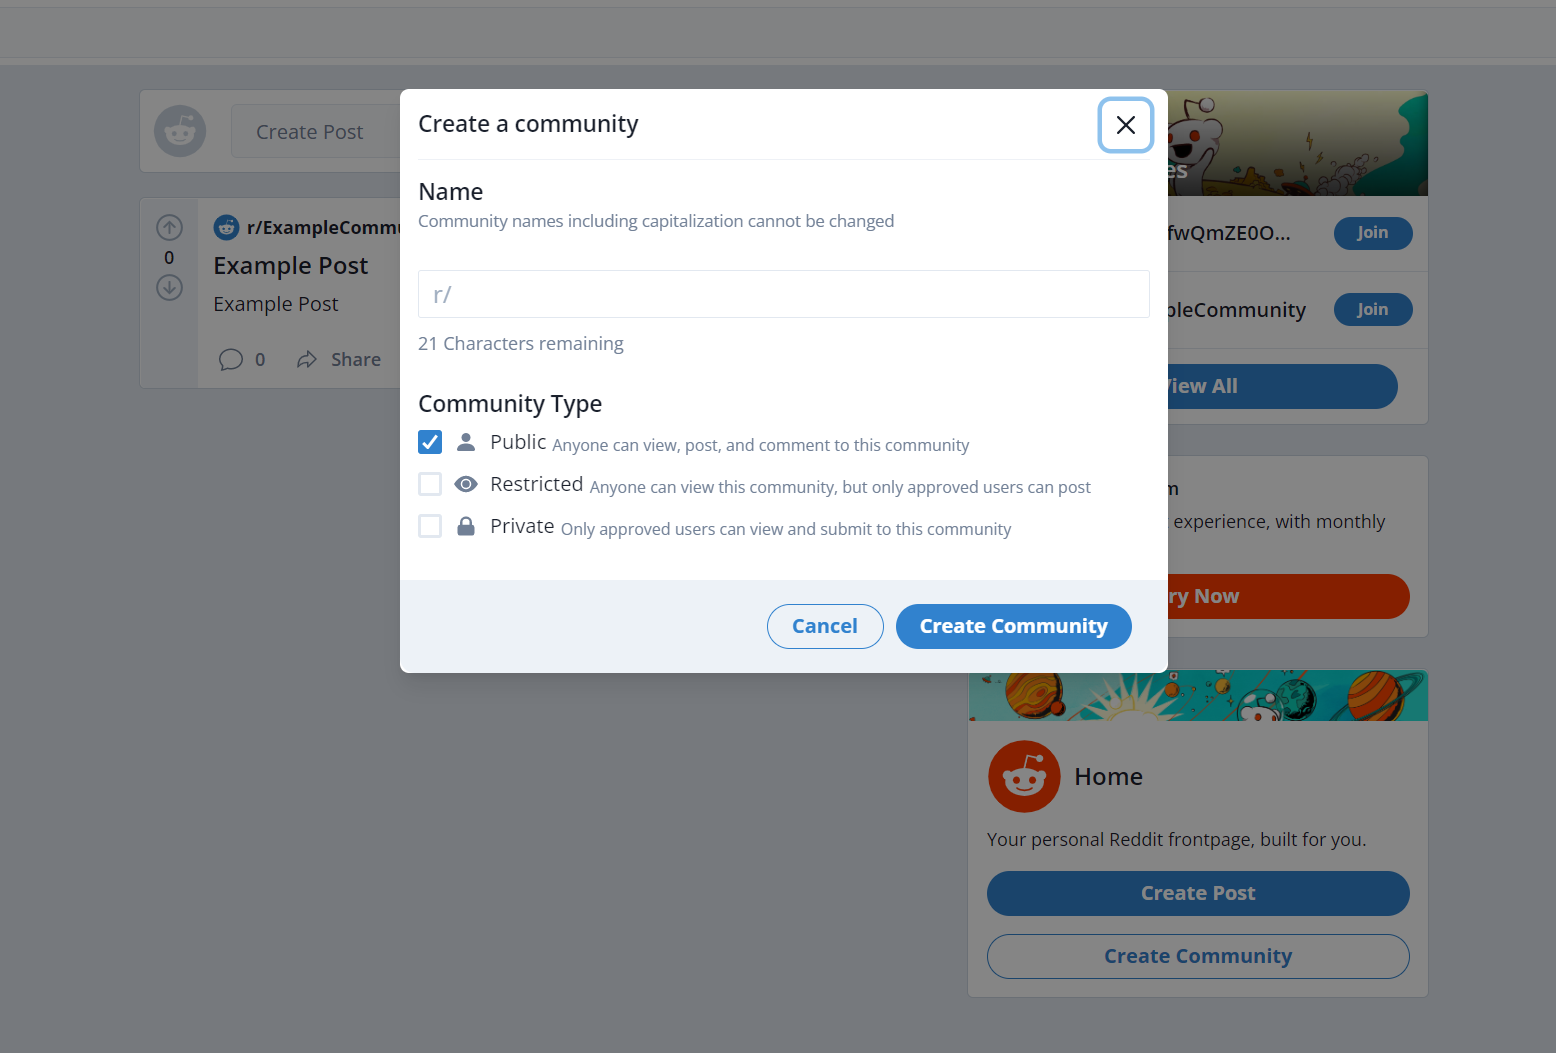 Create Post
r/ExampleCommu
0
Example Post
Example Post
0 Share
Create a community
Name
Community names including capitalization cannot be changed
r/
21 Characters remaining
Community Type
Public Anyone can view, post, and comment to this community
Restricted Anyone can view this community, but only approved users can post
Private Only approved users can view and submit to this community
Cancel Create Community
es
fwQmZE0O... Join
pleCommunity Join
View All
m
experience, with monthly
ry Now
Home
Your personal Reddit frontpage, built for you.
Create Post
Create Community